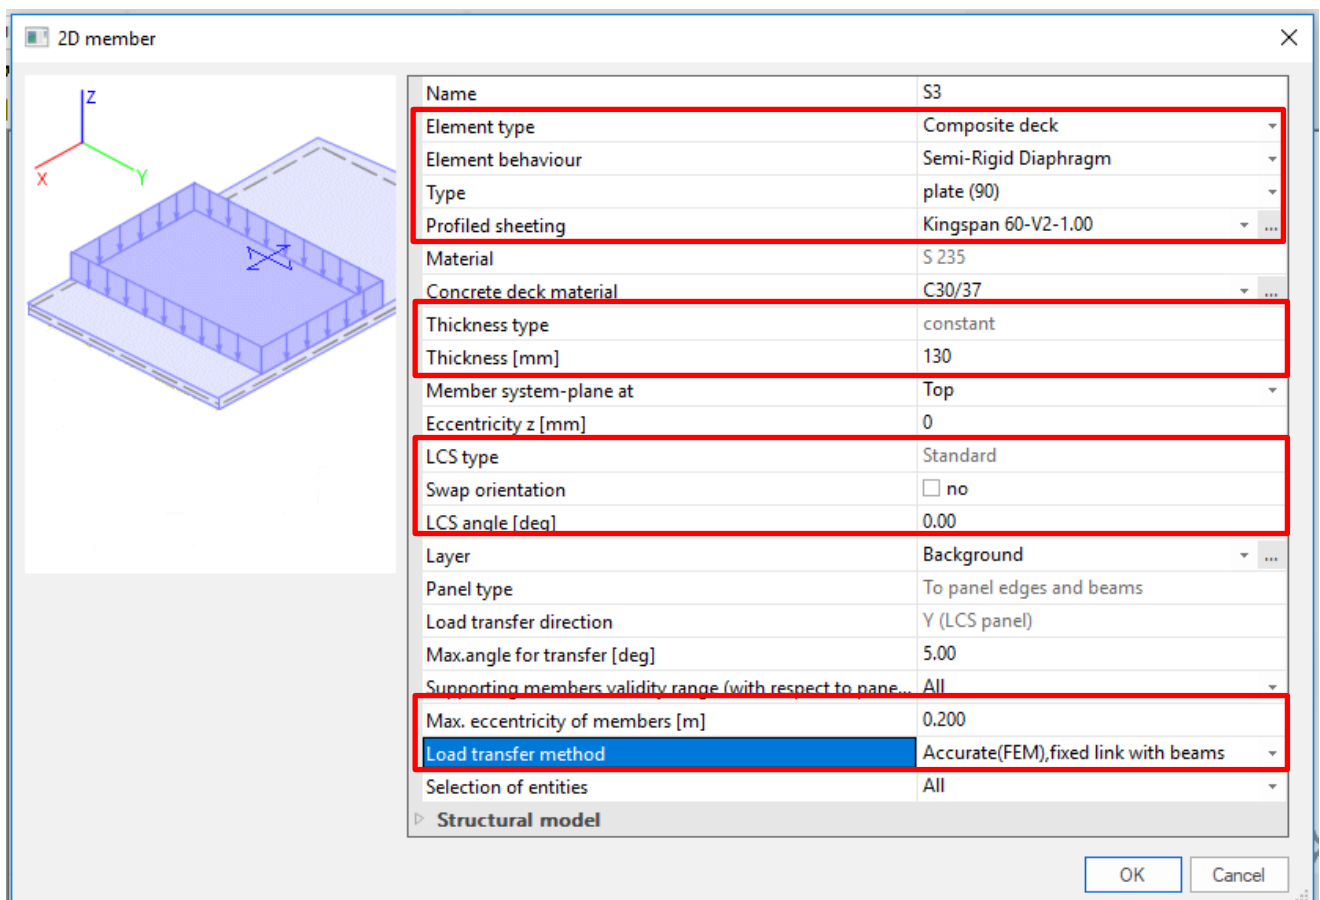 2D member
Z
X
Y
Name S3
Element type Composite deck
Element behaviour Semi-Rigid Diaphragm
Type plate (90)
Profiled sheeting Kingspan 60-V2-1.00 ...
Material S 235
Concrete deck material C30/37 ...
Thickness type constant
Thickness [mm] 130
Member system-plane at Top
Eccentricity z [mm] 0
LCS type Standard
Swap orientation no
LCS angle [deg] 0.00
Layer Background ...
Panel type To panel edges and beams
Load transfer direction Y (LCS panel)
Max.angle for transfer [deg] 5.00
Supporting members validity range (with respect to pane... All
Max. eccentricity of members [m] 0.200
Load transfer method Accurate(FEM),fixed link with beams
Selection of entities All
Structural model
OK Cancel